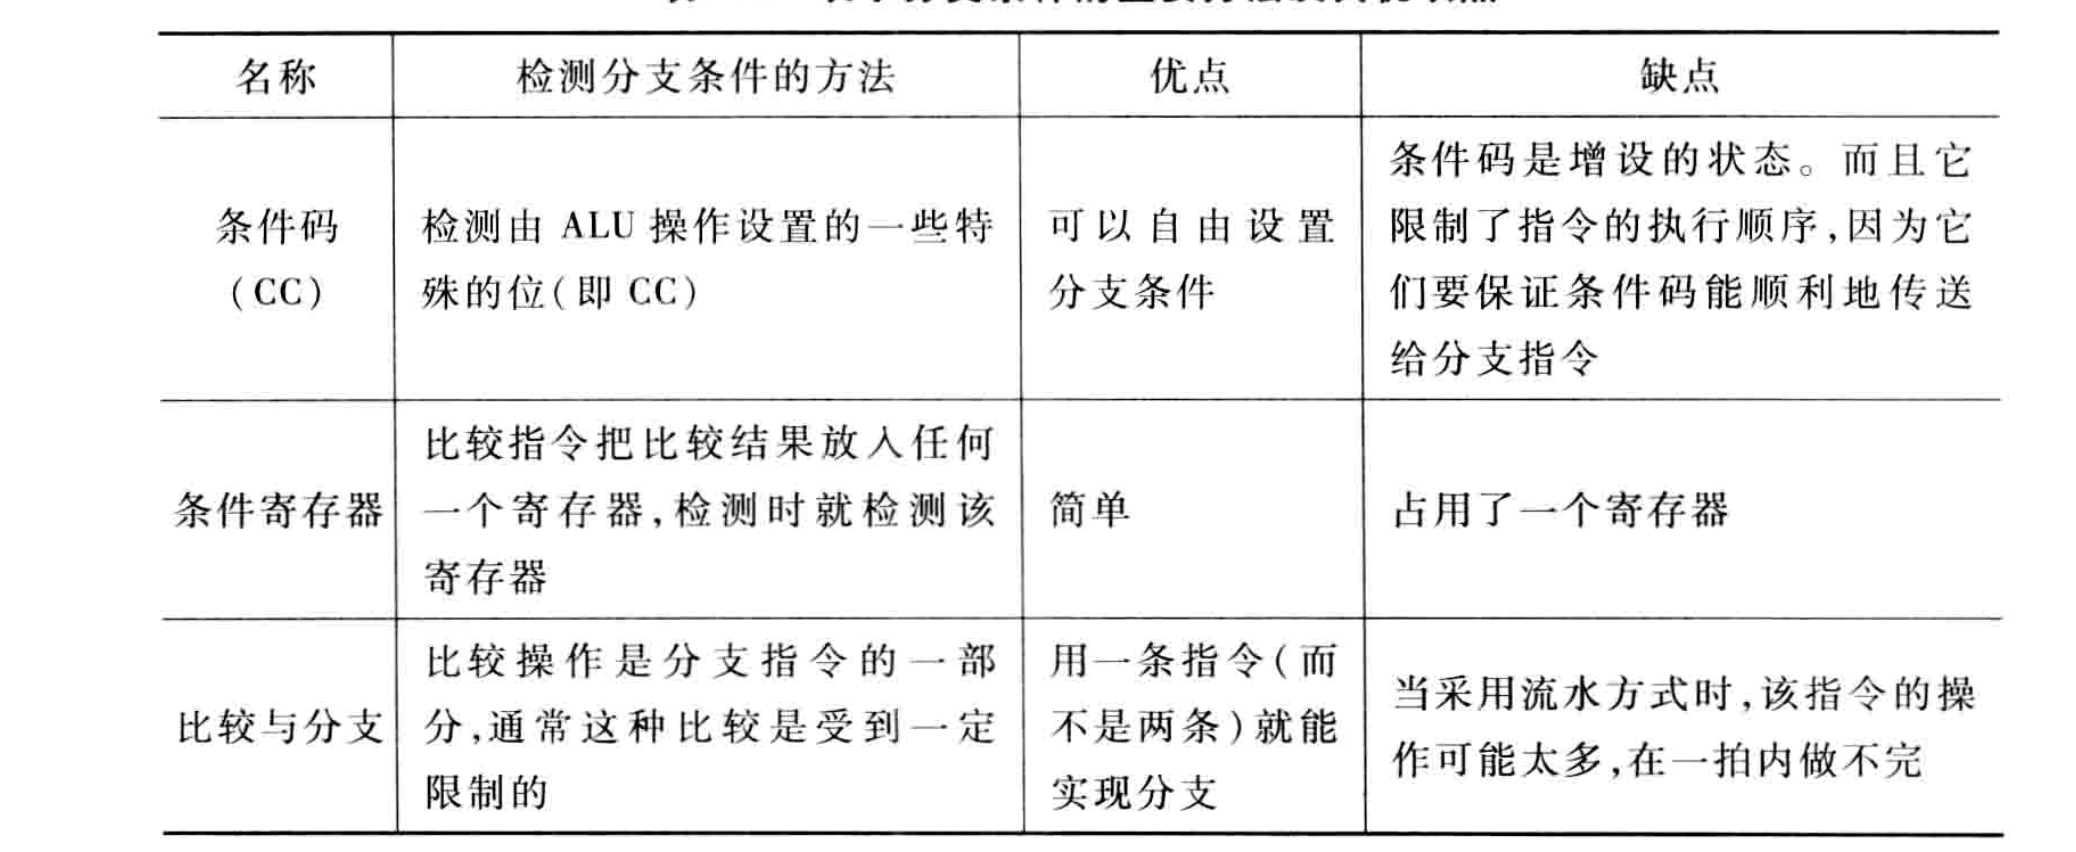 名称
检测分支条件的方法
优点
缺点
条件码
(CC)
检测由 ALU 操作设置的一些特
殊的位(即 CC)
可以自由设置
分支条件
条件码是增设的状态。而且它
限制了指令的执行顺序,因为它
们要保证条件码能顺利地传送
给分支指令
条件寄存器
比较指令把比较结果放入任何
一个寄存器,检测时就检测该
寄存器
简单
占用了一个寄存器
比较与分支
比较操作是分支指令的一部
分,通常这种比较是受到一定
限制的
用一条指令(而
不是两条)就能
实现分支
当采用流水方式时,该指令的操
作可能太多,在一拍内做不完